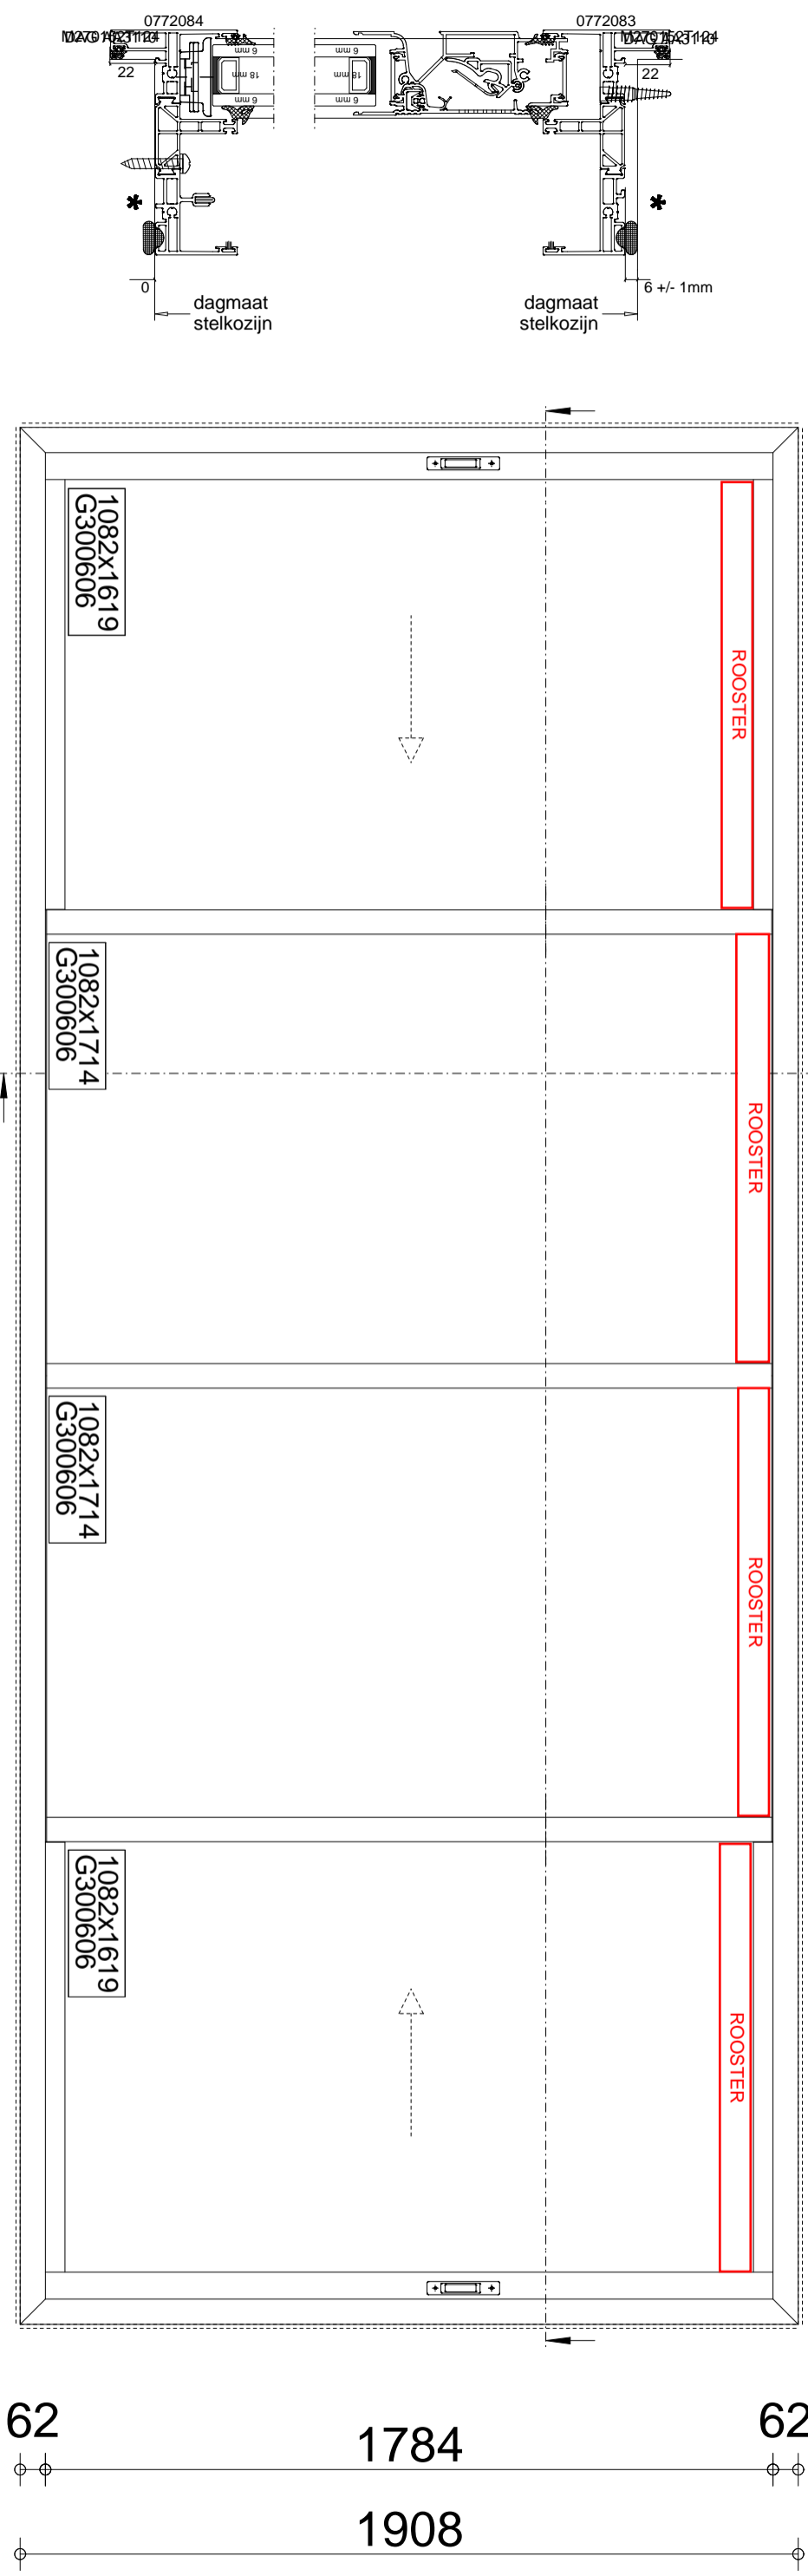 0772084
0772083
22
22
6 mm
6 mm
18 mm
18 mm
6 mm
6 mm
0
6 +/- 1mm
dagmaat
stelkozijn
dagmaat
stelkozijn
1082x1619
G300606
ROOSTER
1082x1714
G300606
ROOSTER
1082x1714
G300606
ROOSTER
1082x1619
G300606
ROOSTER
62
1784
62
1908